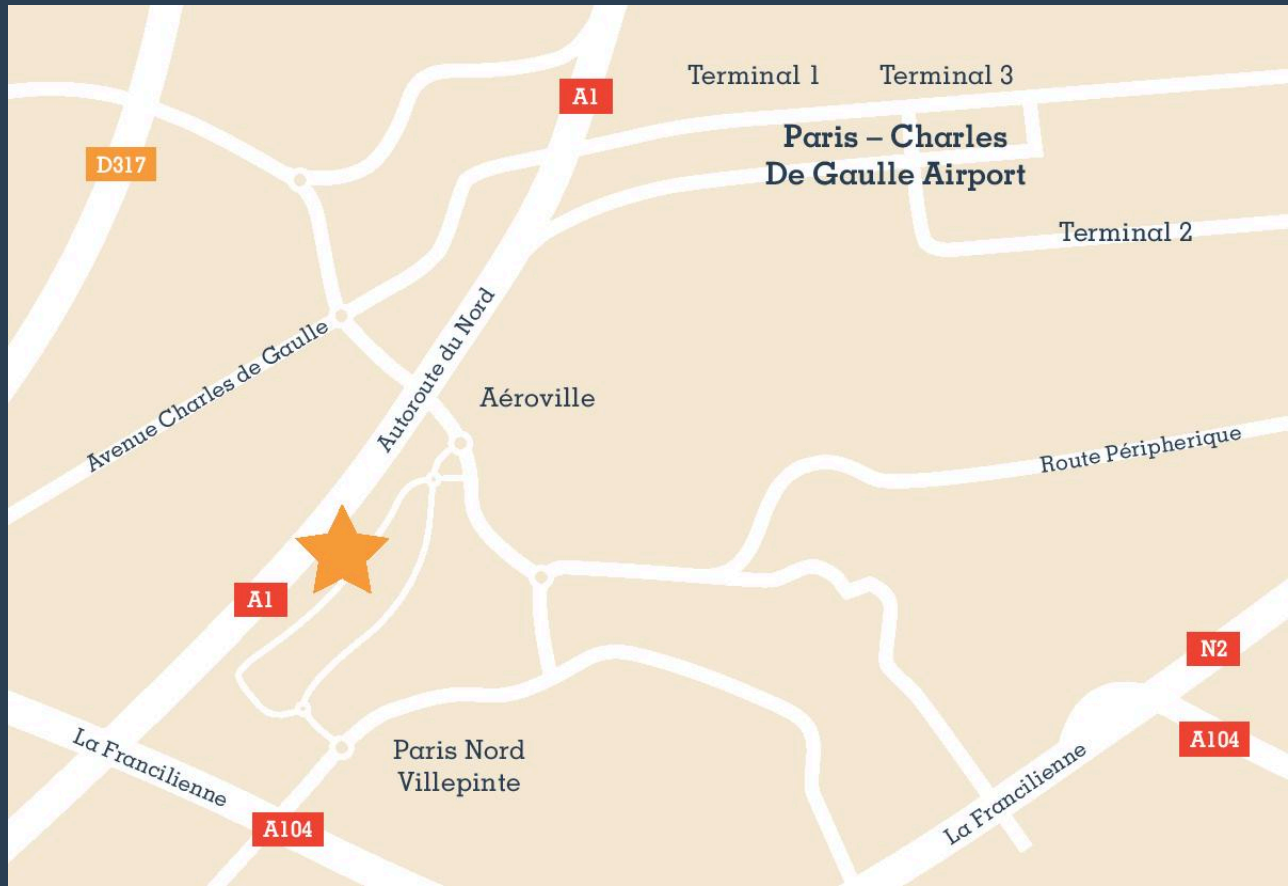 Terminal 1
Terminal 3
A1
Paris – Charles
De Gaulle Airport
D317
Terminal 2
Autoroute du Nord
Avenue Charles de Gaulle
Aéroville
Route Péripherique
A1
N2
A104
La Francilienne
Paris Nord
Villepinte
La Francilienne
A104